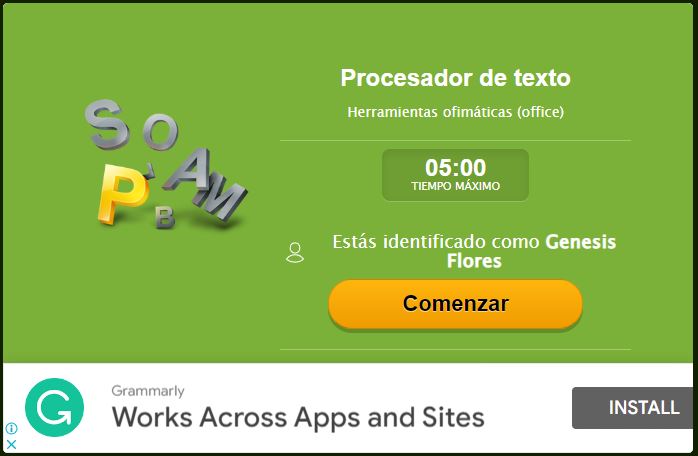 S O
P L A M
B
Procesador de texto
Herramientas ofimáticas (office)
05:00
TIEMPO MÁXIMO
Estás identificado como Genesis
Flores
Comenzar
Grammarly
Works Across Apps and Sites
INSTALL